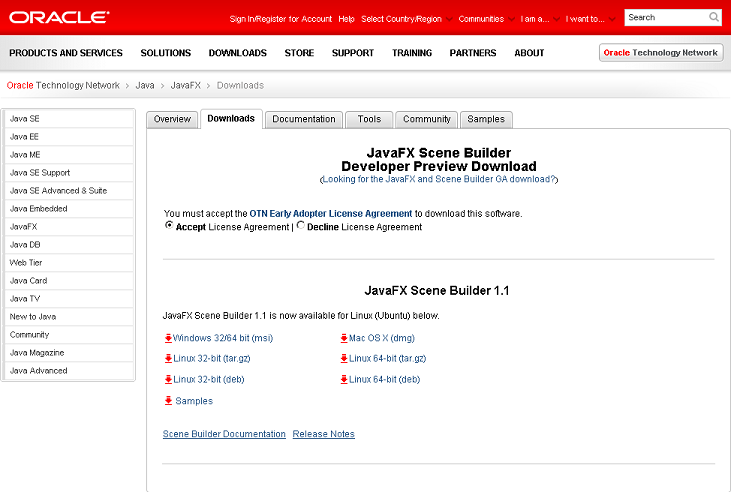 ORACLE
Sign In/Register for Account Help Select Country/Region Communities I am a... I want to... Search
PRODUCTS AND SERVICES SOLUTIONS DOWNLOADS STORE SUPPORT TRAINING PARTNERS ABOUT Oracle Technology Network
Oracle Technology Network > Java > JavaFX > Downloads
Java SE
Java EE
Java ME
Java SE Support
Java SE Advanced & Suite
Java Embedded
JavaFX
Java DB
Web Tier
Java Card
Java TV
New to Java
Community
Java Magazine
Java Advanced
Overview Downloads Documentation Tools Community Samples
JavaFX Scene Builder
Developer Preview Download
(Looking for the JavaFX and Scene Builder GA download?)
You must accept the OTN Early Adopter License Agreement to download this software.
Accept License Agreement | Decline License Agreement
JavaFX Scene Builder 1.1
JavaFX Scene Builder 1.1 is now available for Linux (Ubuntu) below.
Windows 32/64 bit (msi) Mac OS X (dmg)
Linux 32-bit (tar.gz) Linux 64-bit (tar.gz)
Linux 32-bit (deb) Linux 64-bit (deb)
Samples
Scene Builder Documentation Release Notes